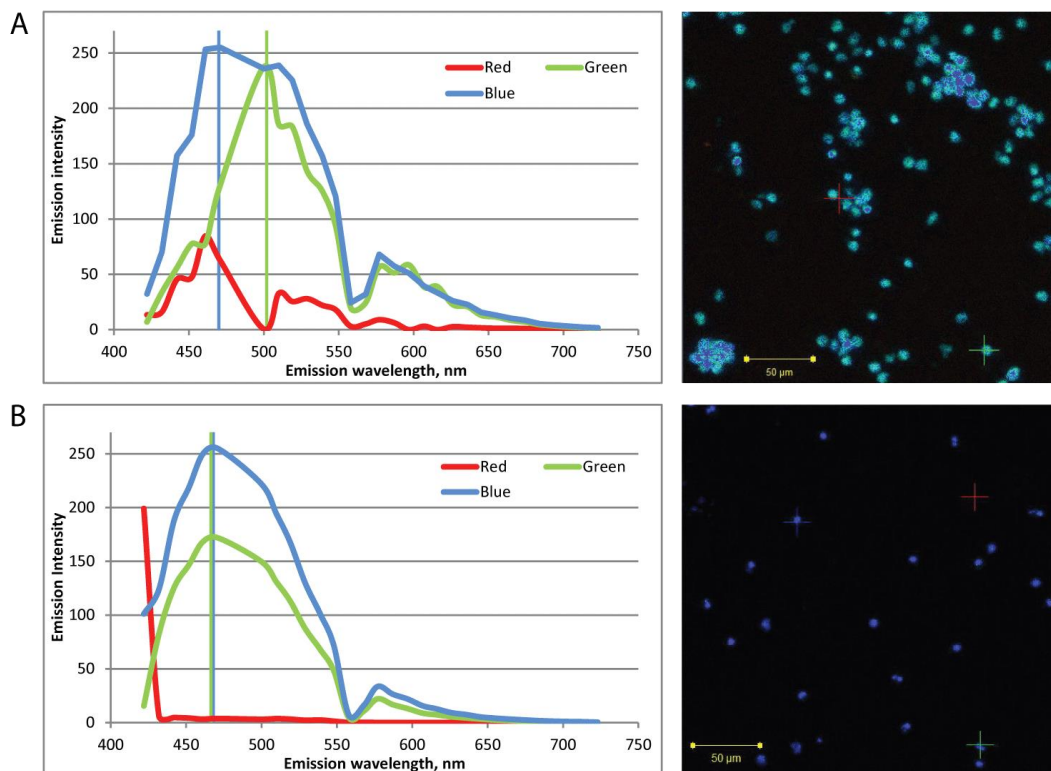 A
Emission intensity
250
200
150
100
50
0
Red
Green
Blue
400 450 500 550 600 650 700 750
Emission wavelength, nm
50 µm
B
Emission Intensity
250
200
150
100
50
0
Red
Green
Blue
400 450 500 550 600 650 700 750
Emission wavelength, nm
50 µm